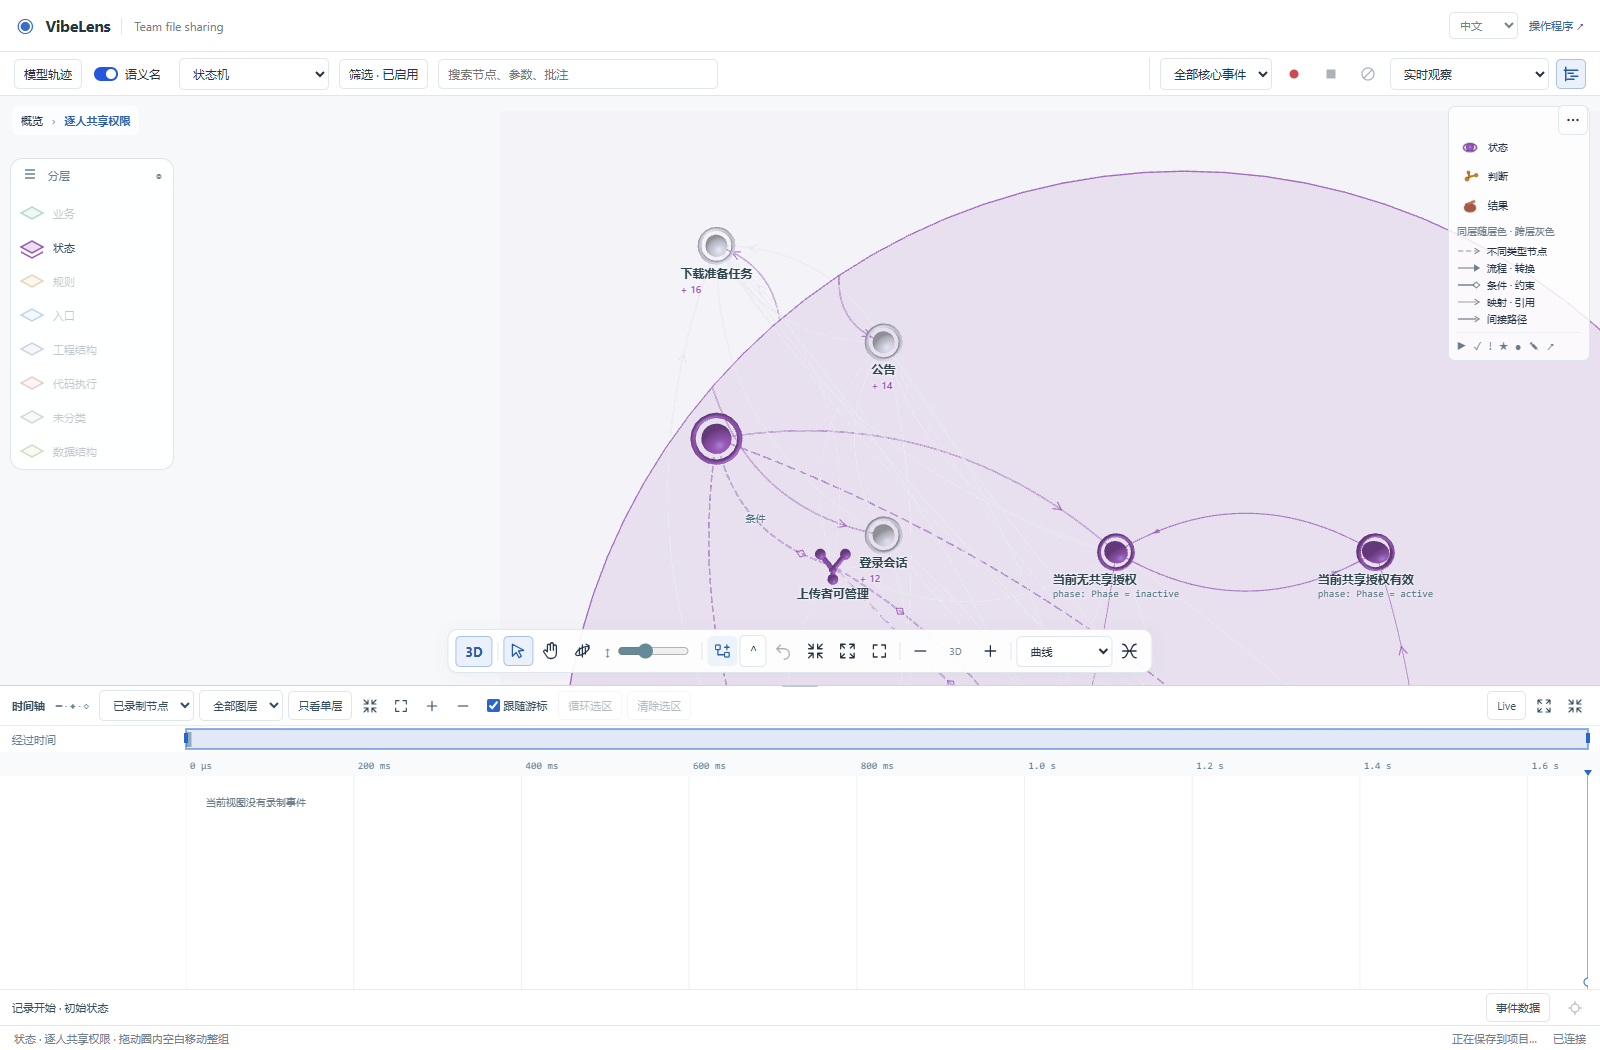 VibeLens
Team file sharing
中文
操作程序 ↗
模型轨迹
语义名
状态机
筛选 · 已启用
搜索节点、参数、批注
全部核心事件
实时观察
概览 › 逐人共享权限
分层
业务
状态
规则
入口
工程结构
代码执行
未分类
数据结构
状态
判断
结果
同层随层色 · 跨层灰色
不同类型节点
流程 · 转换
条件 · 约束
映射 · 引用
间接路径
下载准备任务
+ 16
公告
+ 14
条件
登录会话
+ 12
上传者可管理
当前无共享授权
phase: Phase = inactive
当前共享授权有效
phase: Phase = active
3D
3D
曲线
时间轴
已录制节点
全部图层
只看单层
跟随游标
循环选区
清除选区
Live
经过时间
0 μs
200 ms
400 ms
600 ms
800 ms
1.0 s
1.2 s
1.4 s
1.6 s
当前视图没有录制事件
记录开始 · 初始状态
事件数据
状态 · 逐人共享权限 · 拖动圈内空白移动整组
正在保存到项目...
已连接